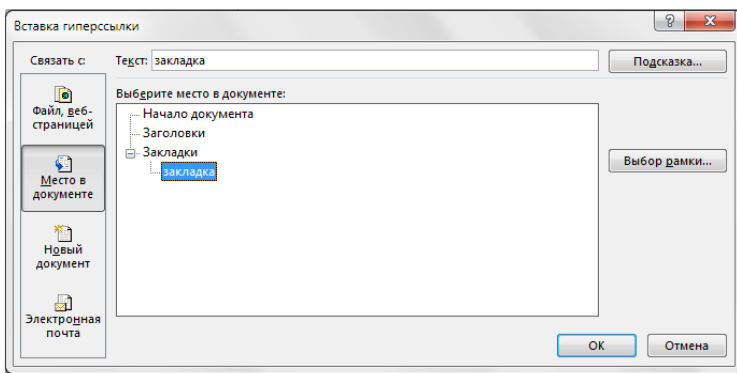 Вставка гиперссылки
Связать с:
Текст: закладка
Подсказка...
Файл, веб-
страницей
Место в
документе
Новый
документ
Электронная
почта
Выберите место в документе:
Начало документа
Заголовки
Закладки
закладка
Выбор рамки...
ОК
Отмена